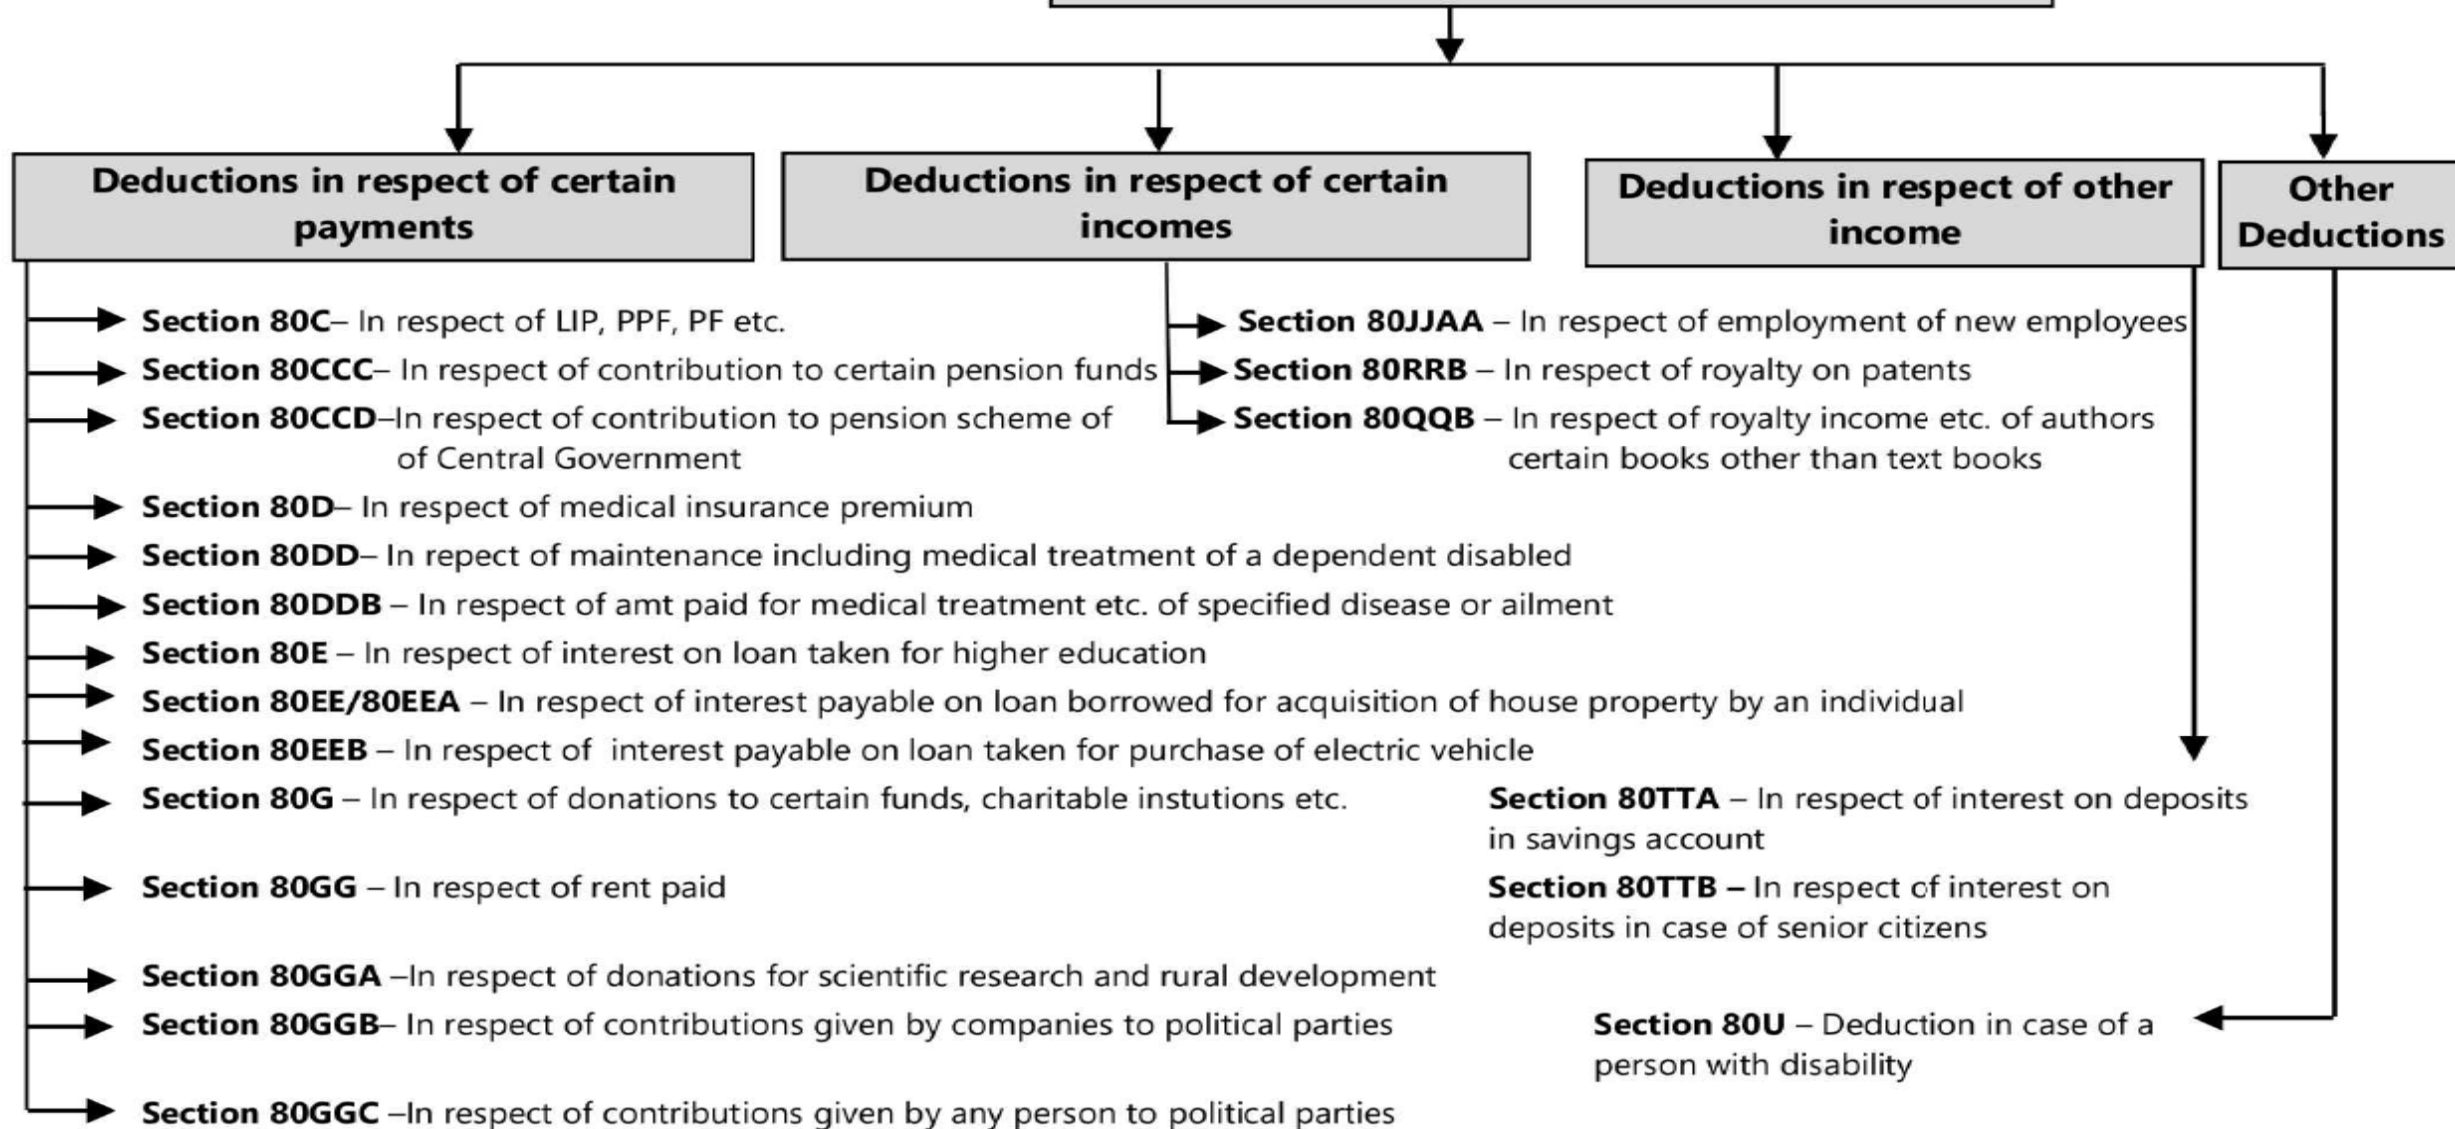 Deductions in respect of certain
payments
Deductions in respect of certain
incomes
Deductions in respect of other
income
Other
Deductions
Section 80C– In respect of LIP, PPF, PF etc.
Section 80CCC– In respect of contribution to certain pension funds
Section 80CCD–In respect of contribution to pension scheme of
of Central Government
Section 80D– In respect of medical insurance premium
Section 80DD– In repect of maintenance including medical treatment of a dependent disabled
Section 80DDB – In respect of amt paid for medical treatment etc. of specified disease or ailment
Section 80E – In respect of interest on loan taken for higher education
Section 80EE/80EEA – In respect of interest payable on loan borrowed for acquisition of house property by an individual
Section 80EEB – In respect of  interest payable on loan taken for purchase of electric vehicle
Section 80G – In respect of donations to certain funds, charitable instutions etc.
Section 80GG – In respect of rent paid
Section 80GGA –In respect of donations for scientific research and rural development
Section 80GGB– In respect of contributions given by companies to political parties
Section 80GGC –In respect of contributions given by any person to political parties
Section 80JJAA – In respect of employment of new employees
Section 80RRB – In respect of royalty on patents
Section 80QQB – In respect of royalty income etc. of authors
certain books other than text books
Section 80TTA – In respect of interest on deposits
in savings account
Section 80TTB – In respect of interest on
deposits in case of senior citizens
Section 80U – Deduction in case of a
person with disability